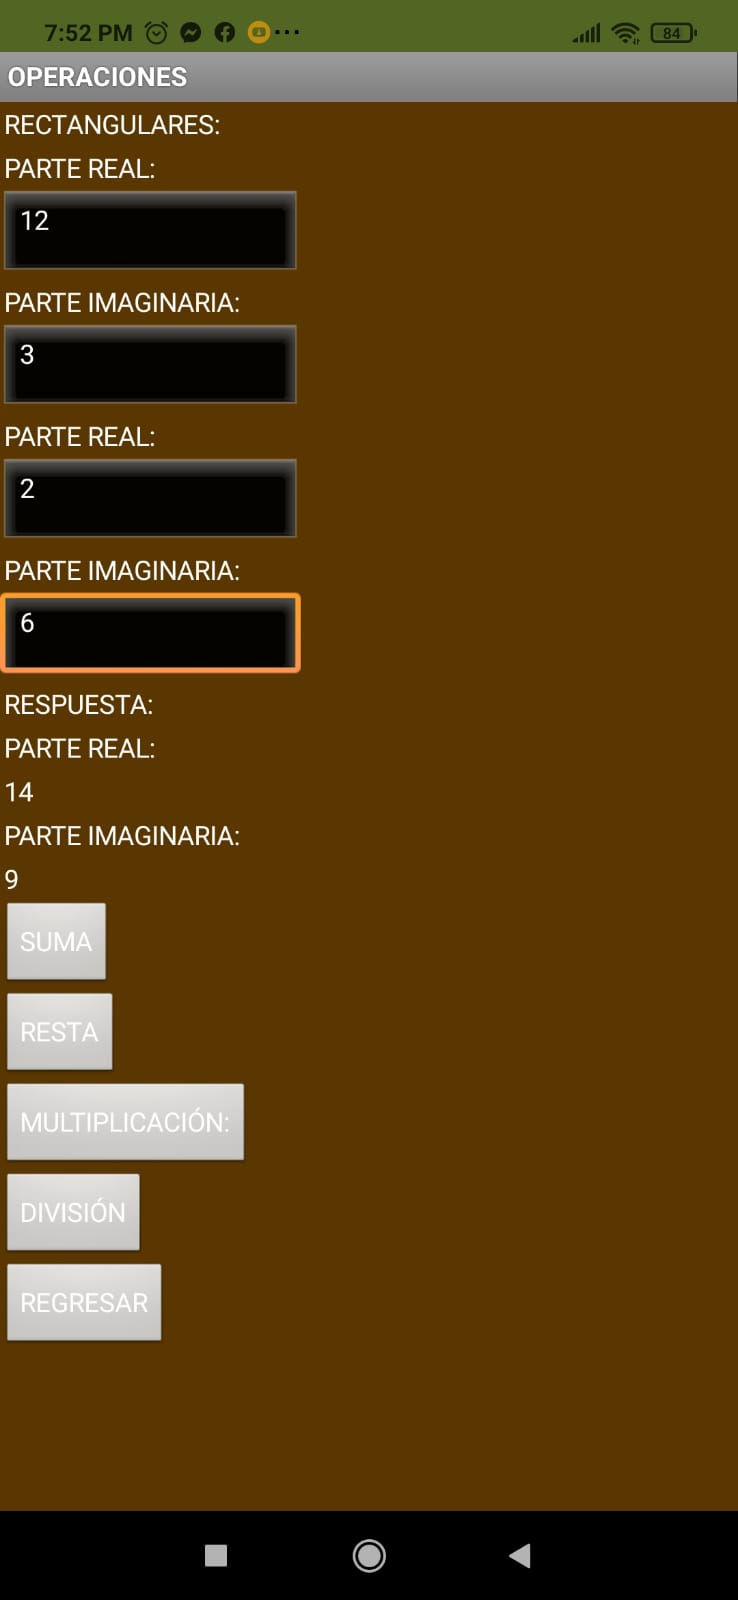 7:52 PM
84
OPERACIONES
RECTANGULARES:
PARTE REAL:
12
PARTE IMAGINARIA:
3
PARTE REAL:
2
PARTE IMAGINARIA:
6
RESPUESTA:
PARTE REAL:
14
PARTE IMAGINARIA:
9
SUMA
RESTA
MULTIPLICACIÓN:
DIVISIÓN
REGRESAR